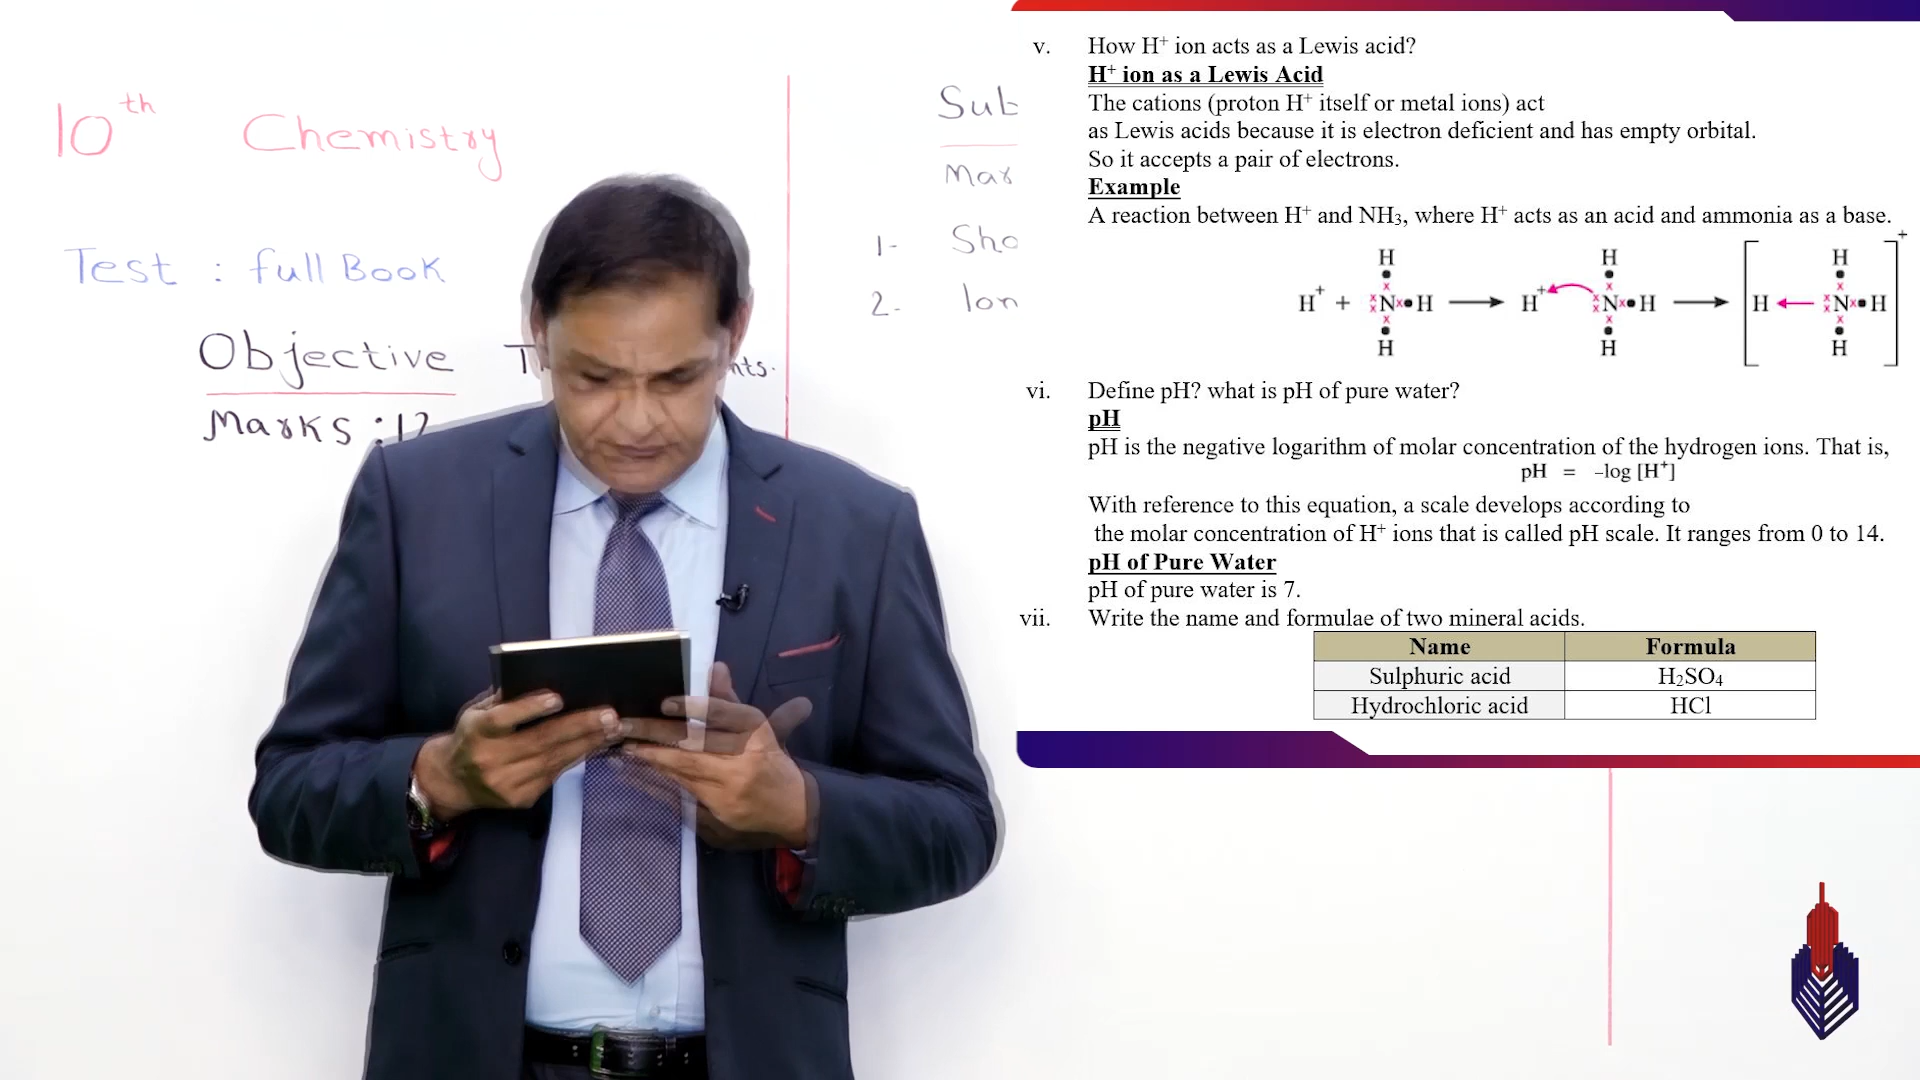 10th Chemistry
Test : full Book
Objective
Marks : 12
1-
2-
v. How H+ ion acts as a Lewis acid?
H+ ion as a Lewis Acid
The cations (proton H+ itself or metal ions) act
as Lewis acids because it is electron deficient and has empty orbital.
So it accepts a pair of electrons.
Example
A reaction between H+ and NH3, where H+ acts as an acid and ammonia as a base.
H H H +
H+ + N H H+ N H H N H
H H H
vi. Define pH? what is pH of pure water?
pH
pH is the negative logarithm of molar concentration of the hydrogen ions. That is,
pH = -log [H+]
With reference to this equation, a scale develops according to
the molar concentration of H+ ions that is called pH scale. It ranges from 0 to 14.
pH of Pure Water
pH of pure water is 7.
vii. Write the name and formulae of two mineral acids.
Name Formula
Sulphuric acid H2SO4
Hydrochloric acid HCl